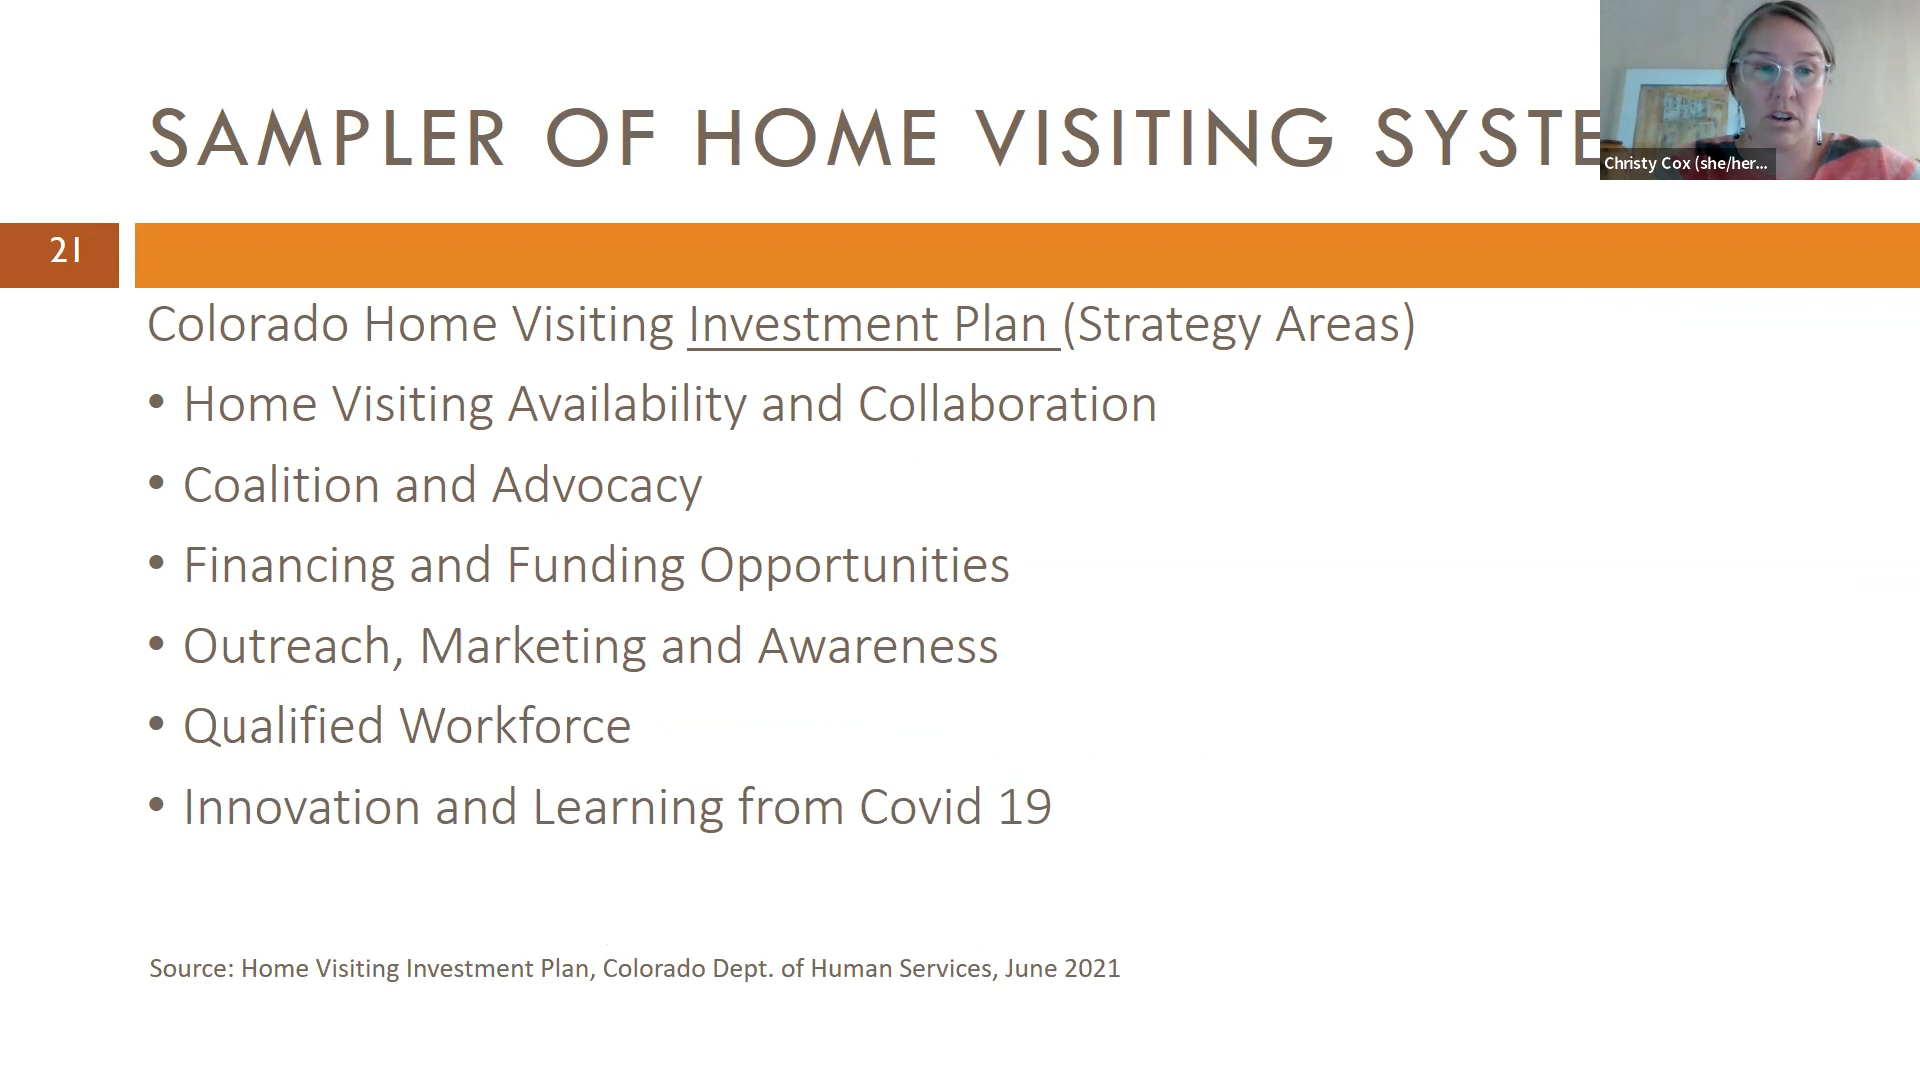 SAMPLER OF HOME VISITING SYSTE
Christy Cox (she/her...
21
Colorado Home Visiting Investment Plan (Strategy Areas)
• Home Visiting Availability and Collaboration
• Coalition and Advocacy
• Financing and Funding Opportunities
• Outreach, Marketing and Awareness
• Qualified Workforce
• Innovation and Learning from Covid 19
Source: Home Visiting Investment Plan, Colorado Dept. of Human Services, June 2021